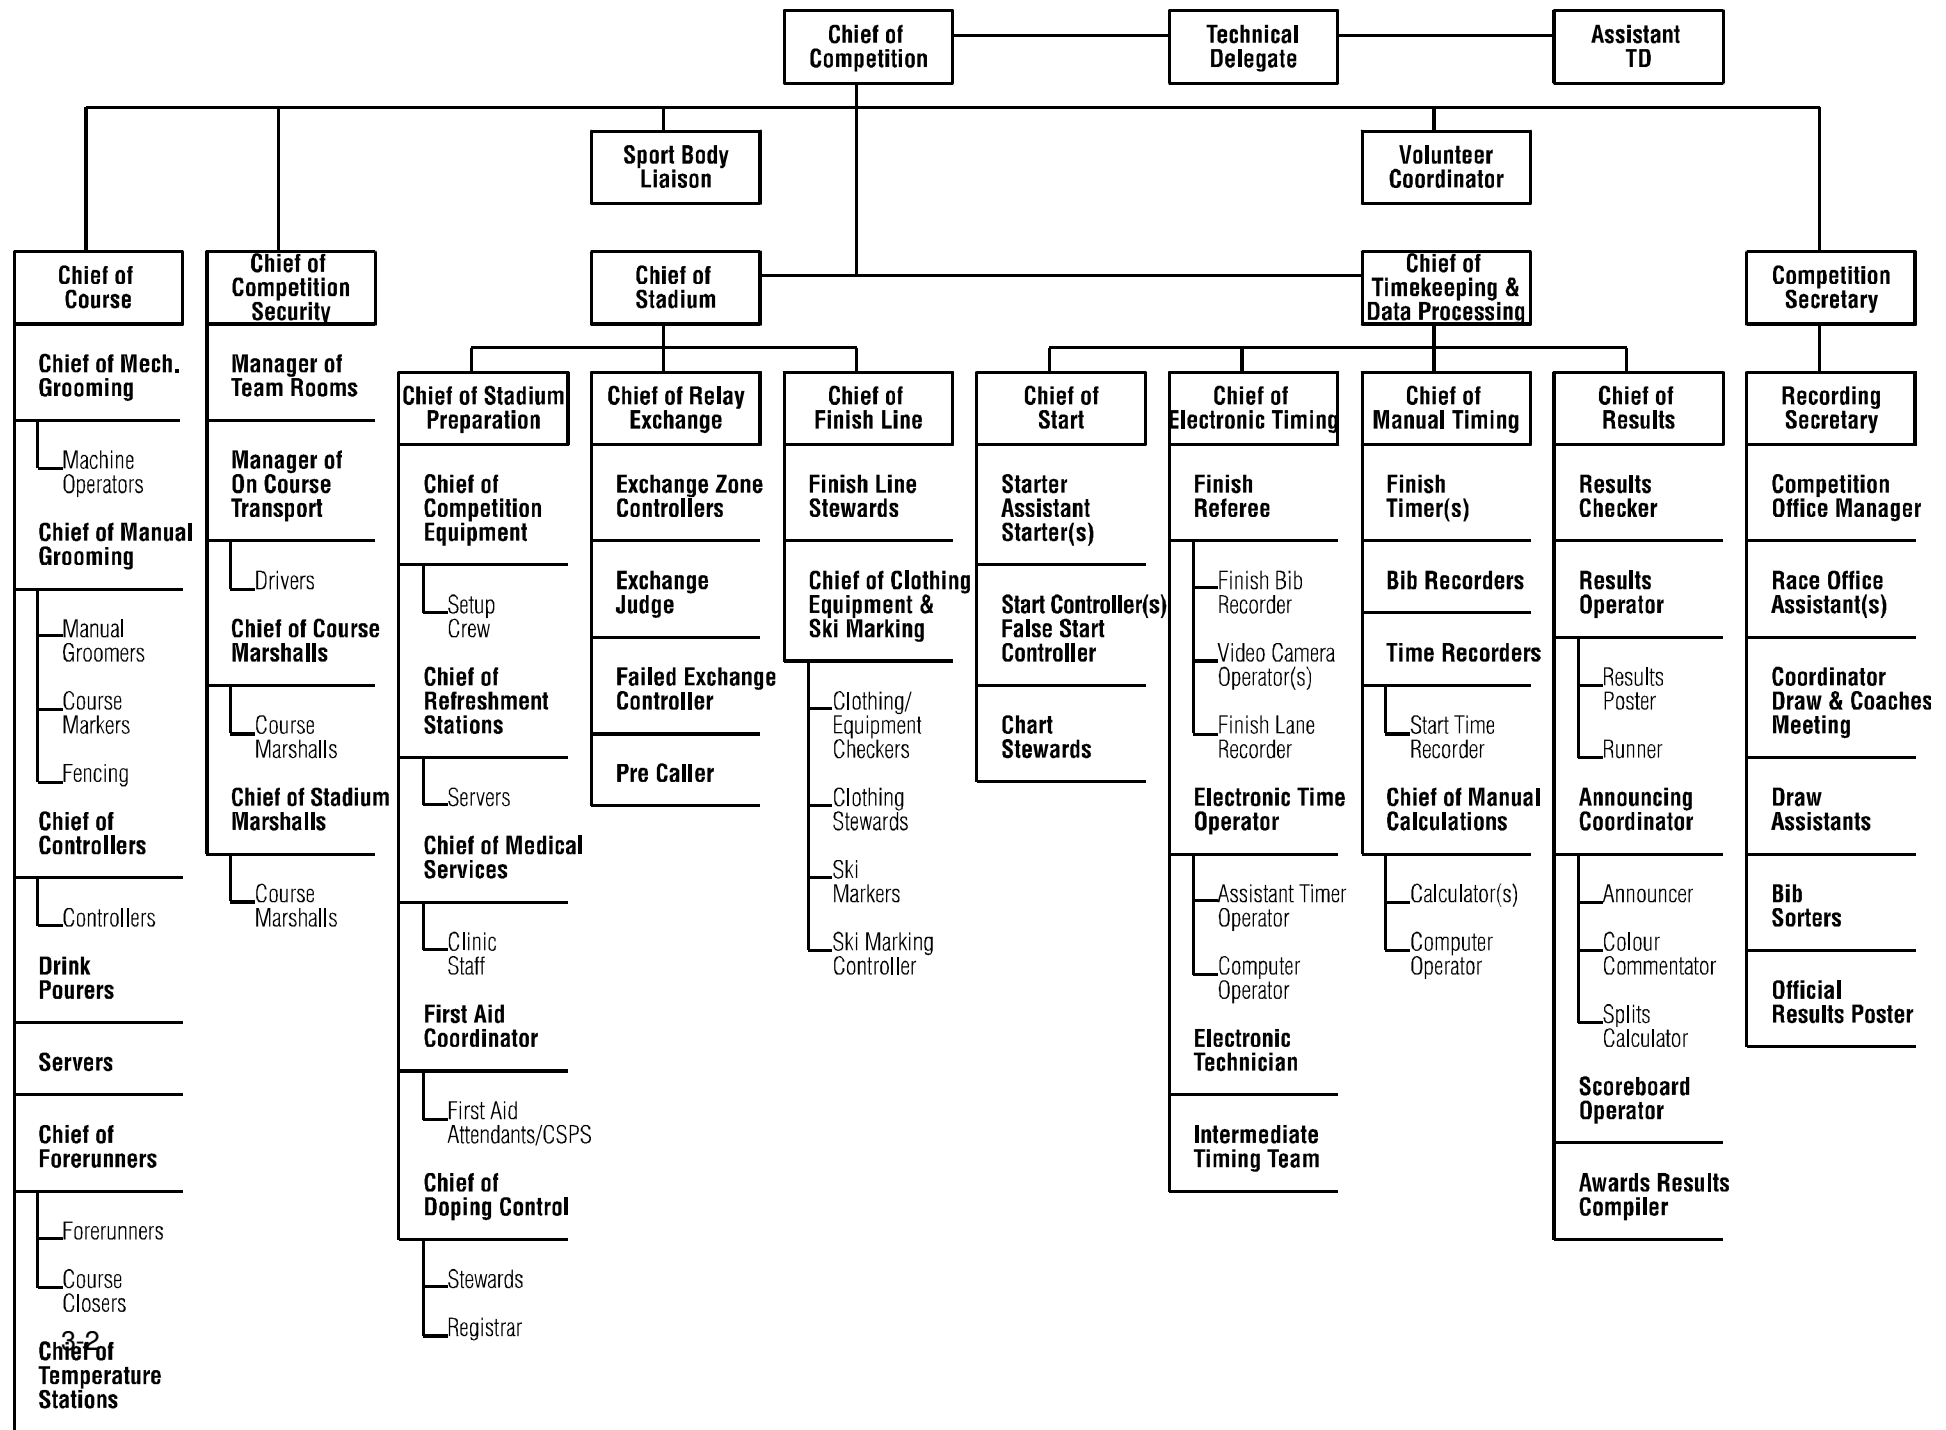 Chief of
Competition
Technical
Delegate
Assistant
TD
Sport Body
Liaison
Volunteer
Coordinator
Chief of
Course
Chief of
Competition
Security
Chief of
Stadium
Chief of
Timekeeping &
Data Processing
Competition
Secretary
Chief of Mech.
Grooming
Machine
Operators
Chief of Manual
Grooming
Manual
Groomers
Course
Markers
Fencing
Chief of
Controllers
Controllers
Drink
Pourers
Servers
Chief of
Forerunners
Forerunners
Course
Closers
3-2
Chief of
Temperature
Stations
Manager of
Team Rooms
Manager of
On Course
Transport
Drivers
Chief of Course
Marshalls
Course
Marshalls
Chief of Stadium
Marshalls
Course
Marshalls
Chief of Stadium
Preparation
Chief of
Competition
Equipment
Setup
Crew
Chief of
Refreshment
Stations
Servers
Chief of Medical
Services
Clinic
Staff
First Aid
Coordinator
First Aid
Attendants/CSPS
Chief of
Doping Control
Stewards
Registrar
Chief of Relay
Exchange
Exchange Zone
Controllers
Exchange
Judge
Failed Exchange
Controller
Pre Caller
Chief of
Finish Line
Finish Line
Stewards
Chief of Clothing
Equipment &
Ski Marking
Clothing/
Equipment
Checkers
Clothing
Stewards
Ski
Markers
Ski Marking
Controller
Chief of
Start
Starter
Assistant
Starter(s)
Start Controller(s)
False Start
Controller
Chart
Stewards
Chief of
Electronic Timing
Finish
Referee
Finish Bib
Recorder
Video Camera
Operator(s)
Finish Lane
Recorder
Electronic Time
Operator
Assistant Timer
Operator
Computer
Operator
Electronic
Technician
Intermediate
Timing Team
Chief of
Manual Timing
Finish
Timer(s)
Bib Recorders
Time Recorders
Start Time
Recorder
Chief of Manual
Calculations
Calculator(s)
Computer
Operator
Chief of
Results
Results
Checker
Results
Operator
Results
Poster
Runner
Announcing
Coordinator
Announcer
Colour
Commentator
Splits
Calculator
Scoreboard
Operator
Awards Results
Compiler
Recording
Secretary
Competition
Office Manager
Race Office
Assistant(s)
Coordinator
Draw & Coaches
Meeting
Draw
Assistants
Bib
Sorters
Official
Results Poster